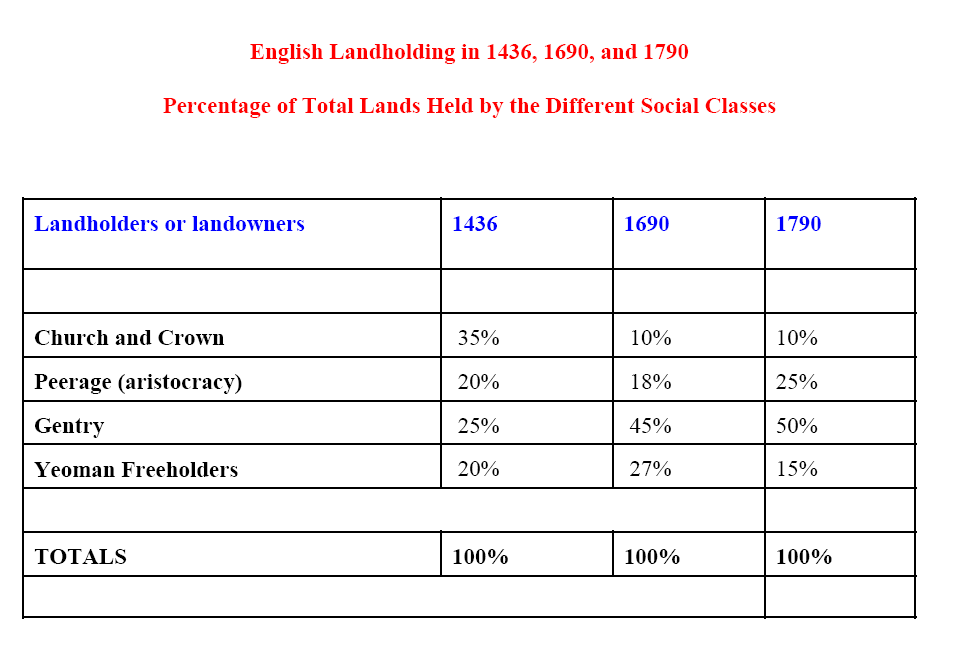 English Landholding in 1436, 1690, and 1790
Percentage of Total Lands Held by the Different Social Classes
Landholders or landowners 1436 1690 1790
Church and Crown 35% 10% 10%
Peerage (aristocracy) 20% 18% 25%
Gentry 25% 45% 50%
Yeoman Freeholders 20% 27% 15%
TOTALS 100% 100% 100%